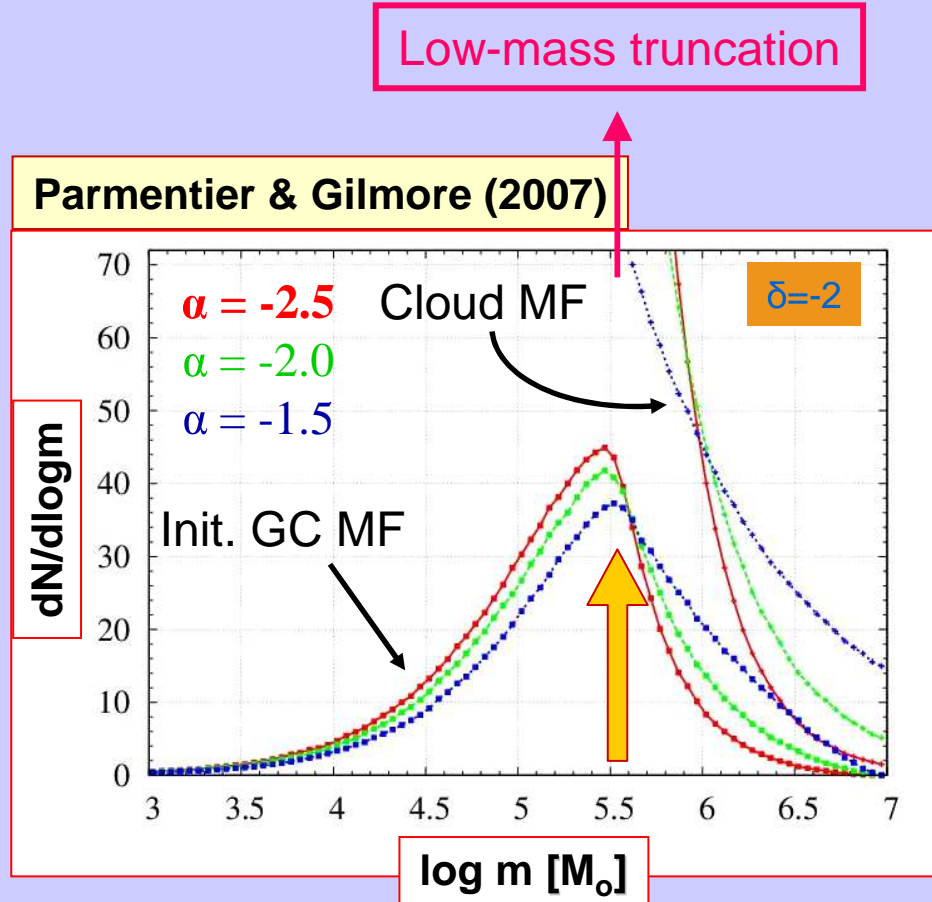 Low-mass truncation
Parmentier & Gilmore (2007)
70
60
50
40
30
20
10
0
dN/dlogm
α = -2.5
α = -2.0
α = -1.5
Cloud MF
δ=-2
Init. GC MF
3 3.5 4 4.5 5 5.5 6 6.5 7
log m [Mo]